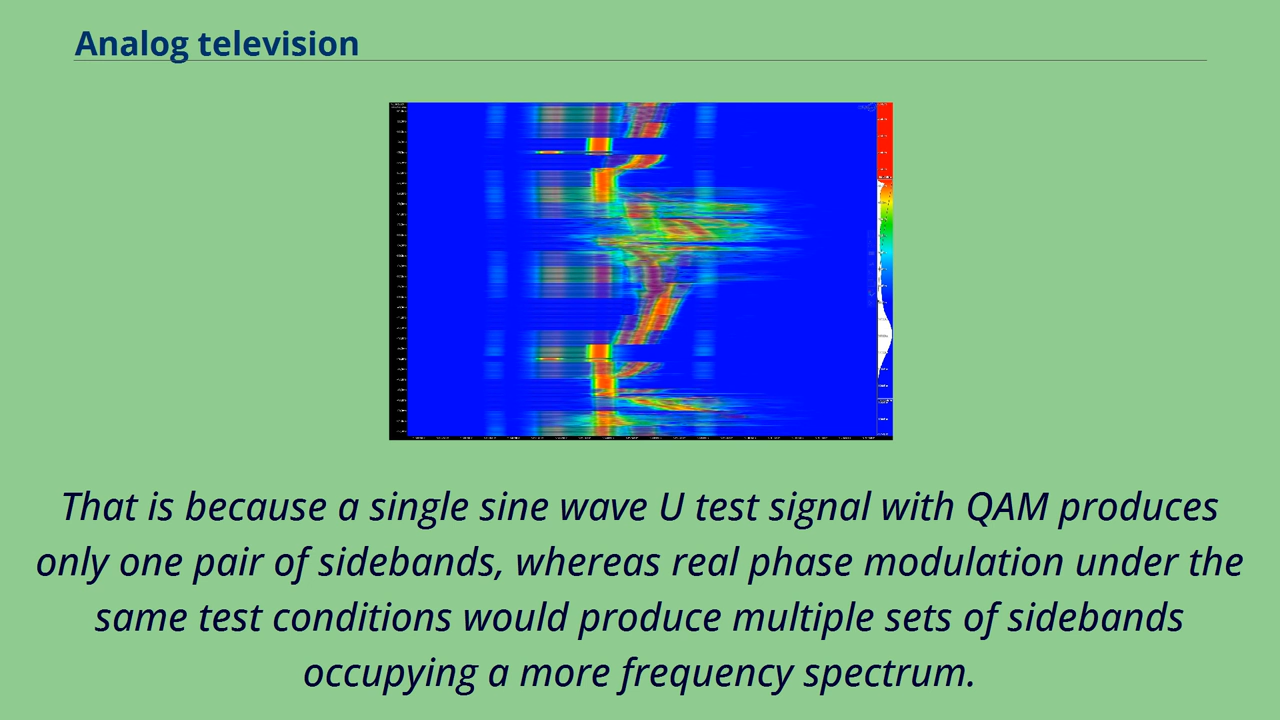 Analog television
That is because a single sine wave U test signal with QAM produces
only one pair of sidebands, whereas real phase modulation under the
same test conditions would produce multiple sets of sidebands
occupying a more frequency spectrum.